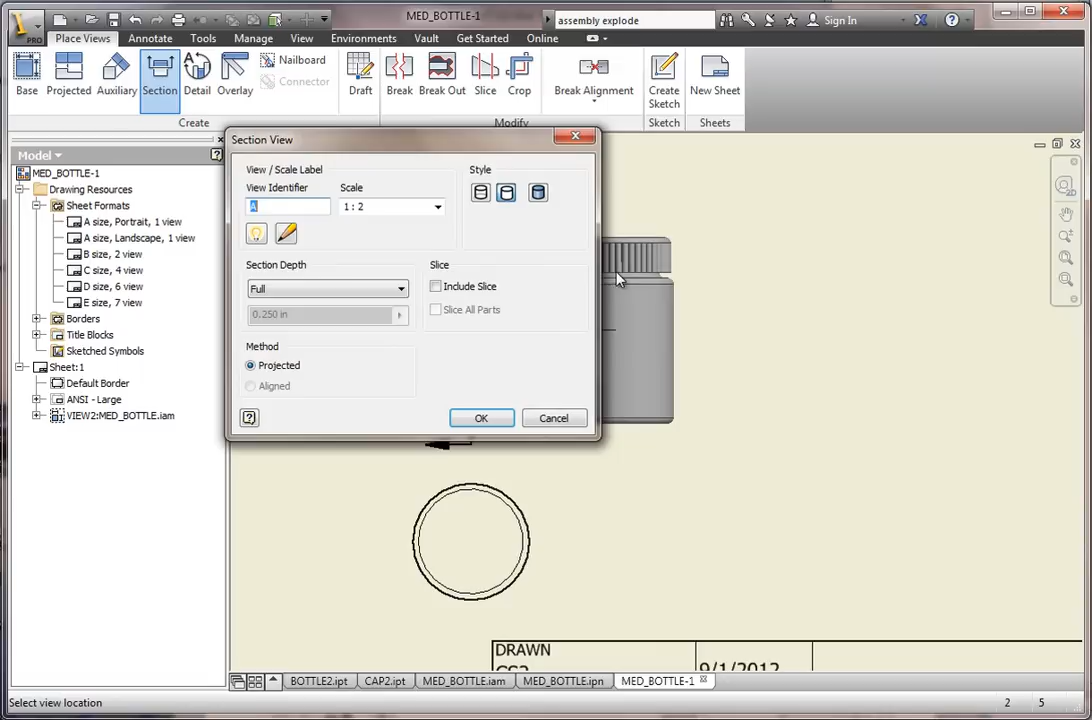 PRO
MED_BOTTLE-1
assembly explode
Sign In
Place Views
Annotate
Tools
Manage
View
Environments
Vault
Get Started
Online
Base
Projected
Auxiliary
Section
Detail
Overlay
Nailboard
Connector
Draft
Break
Break Out
Slice
Crop
Break Alignment
Create
Sketch
New Sheet
Create
Modify
Sketch
Sheets
Model
MED_BOTTLE-1
Drawing Resources
Sheet Formats
A size, Portrait, 1 view
A size, Landscape, 1 view
B size, 2 view
C size, 4 view
D size, 6 view
E size, 7 view
Borders
Title Blocks
Sketched Symbols
Sheet:1
Default Border
ANSI - Large
VIEW2:MED_BOTTLE.iam
Section View
View / Scale Label
View Identifier
Scale
A
1 : 2
Style
Section Depth
Full
0.250 in
Slice
Include Slice
Slice All Parts
Method
Projected
Aligned
OK
Cancel
2D
DRAWN
9/1/2012
BOTTLE2.ipt
CAP2.ipt
MED_BOTTLE.iam
MED_BOTTLE.ipn
MED_BOTTLE-1
Select view location
2
5